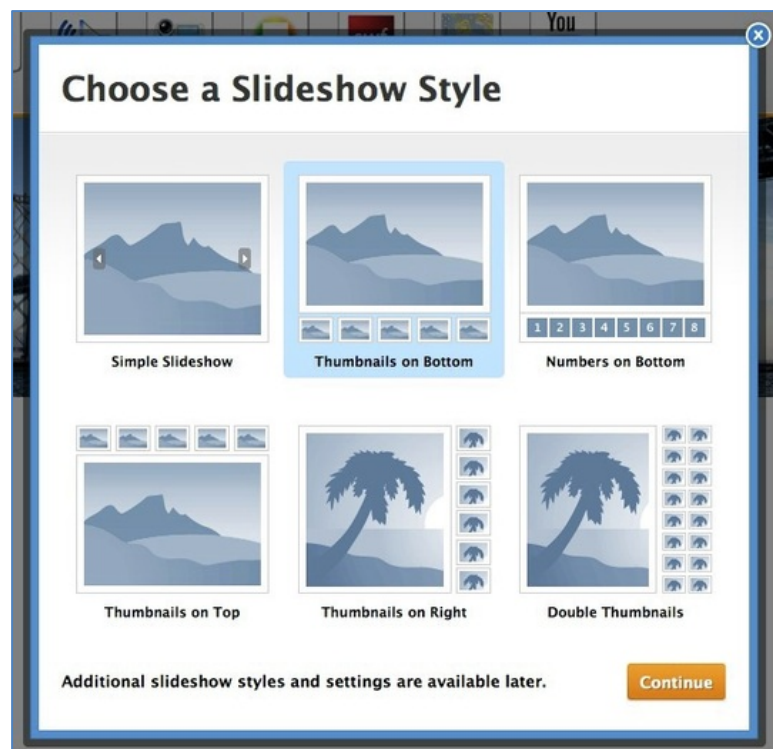 You
Choose a Slideshow Style
1 2 3 4 5 6 7 8
Simple Slideshow
Thumbnails on Bottom
Numbers on Bottom
Thumbnails on Top
Thumbnails on Right
Double Thumbnails
Additional slideshow styles and settings are available later.
Continue